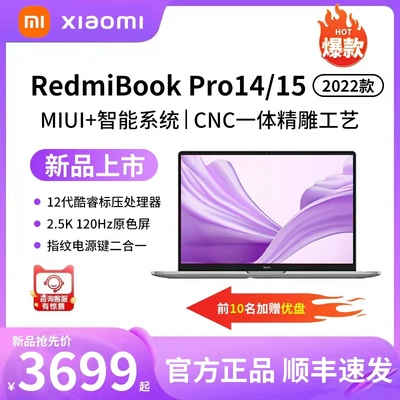 xiaomi
HOT
爆款
RedmiBook Pro14/15 2022款
MIUI+智能系统|CNC一体精雕工艺
新品上市
12代酷睿标压处理器
2.5K 120Hz原色屏
指纹电源键二合一
咨询客服
有惊喜
前10名加赠优盘
新品抢先价
¥3699起
官方正品 顺丰速发